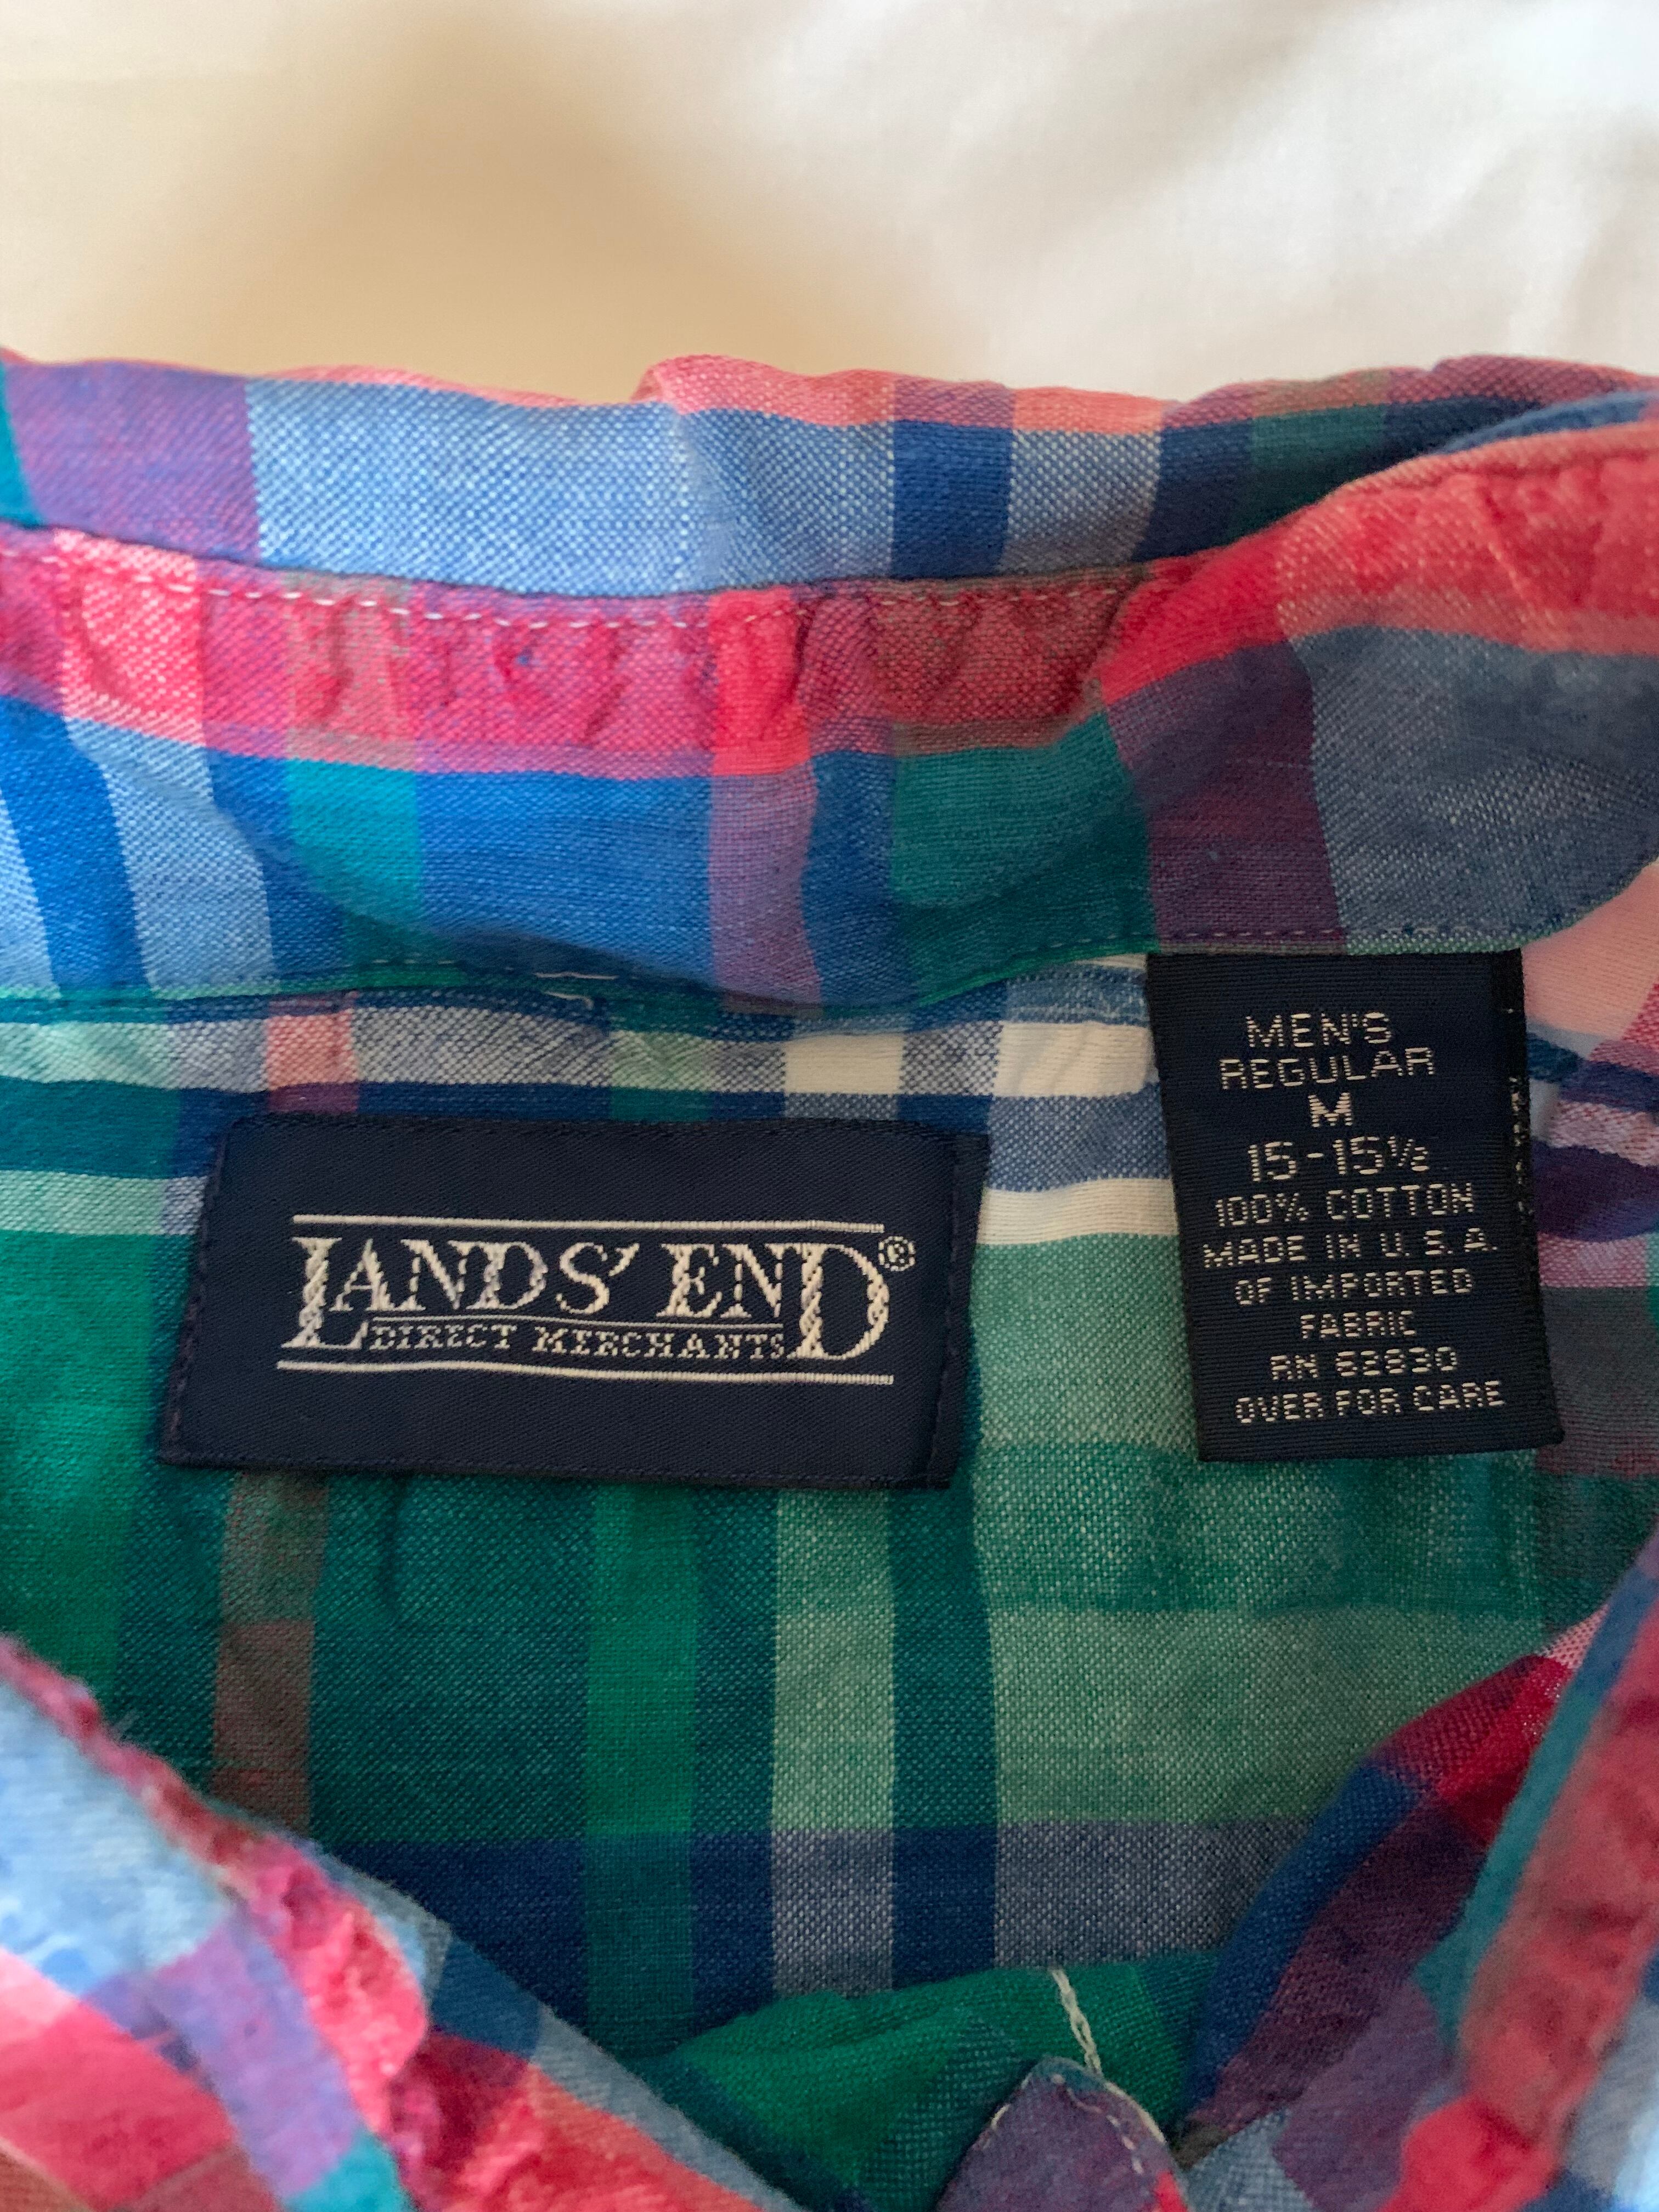 LANDS' END®
DIRECT MERCHANTS
MEN'S
REGULAR
M
15-15½
100% COTTON
MADE IN U.S.A.
OF IMPORTED
FABRIC
RN 62830
OVER FOR CARE